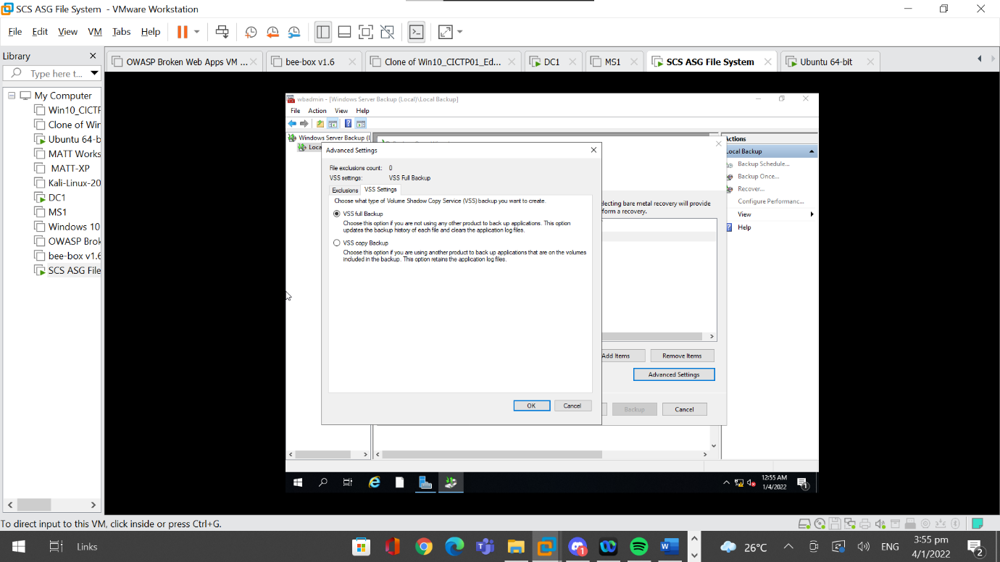 SCS ASG File System - VMware Workstation
File Edit View VM Tabs Help
Library
Type here t...
OWASP Broken Web Apps VM ...
bee-box v1.6
Clone of Win10_CICTP01_Ed...
DC1
MS1
SCS ASG File System
Ubuntu 64-bit
My Computer
Win10_CICTF
Clone of Wir
Ubuntu 64-b
MATT Works
MATT-XP
Kali-Linux-20
DC1
MS1
Windows 10
OWASP Brok
bee-box v1.6
SCS ASG File
wbadmin - [Windows Server Backup (Local)\Local Backup]
File Action View Help
Windows Server Backup (l
Loca
Advanced Settings
File exclusions count: 0
VSS settings: VSS Full Backup
Exclusions VSS Settings
Choose what type of Volume Shadow Copy Service (VSS) backup you want to create.
VSS full Backup
Choose this option if you are not using any other product to back up applications. This option
updates the backup history of each file and clears the application log files.
VSS copy Backup
Choose this option if you are using another product to back up applications that are on the volumes
included in the backup. This option retains the application log files.
OK Cancel
electing bare metal recovery will provide
form a recovery.
Add Items Remove Items
Advanced Settings
Backup Cancel
Actions
Local Backup
Backup Schedule...
Backup Once...
Recover...
Configure Performanc...
View
Help
12:55 AM
1/4/2022
1
To direct input to this VM, click inside or press Ctrl+G.
Links
1
26°C
ENG
3:55 pm
4/1/2022
2